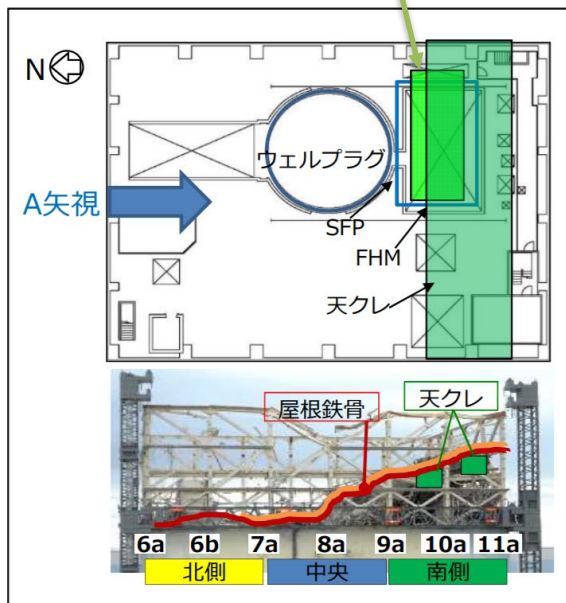 N
ウェルプラグ
A矢視
SFP
FHM
天クレ
屋根鉄骨
天クレ
6a 6b 7a 8a 9a 10a 11a
北側 中央 南側